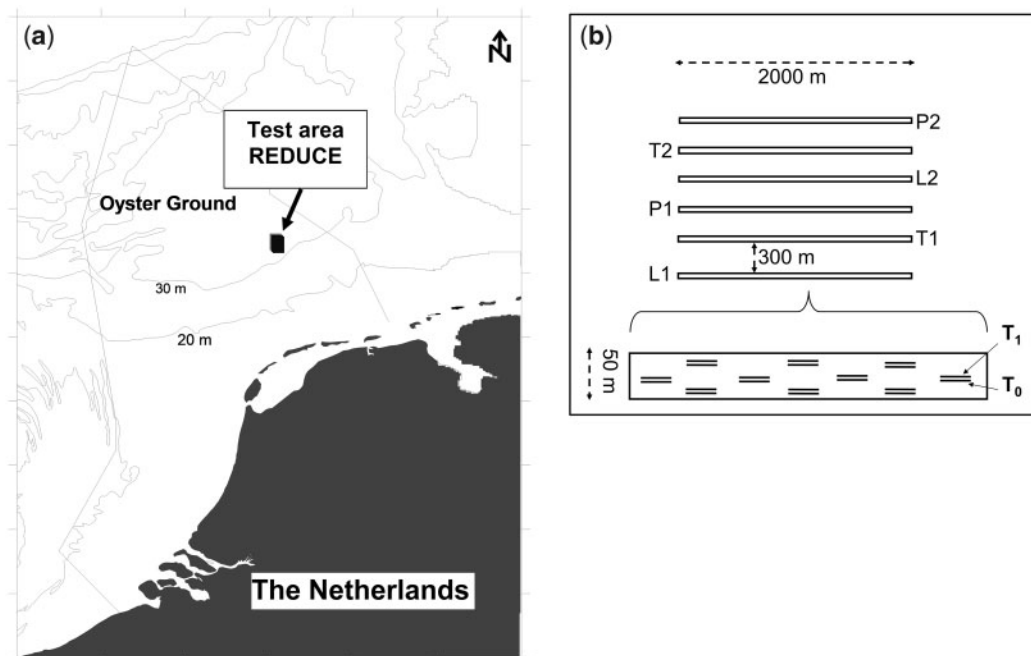 (a)
N
Test area
REDUCE
Oyster Ground
30 m
20 m
The Netherlands
(b)
2000 m
P2
T2
L2
P1
T1
300 m
L1
50 m
T1
T0